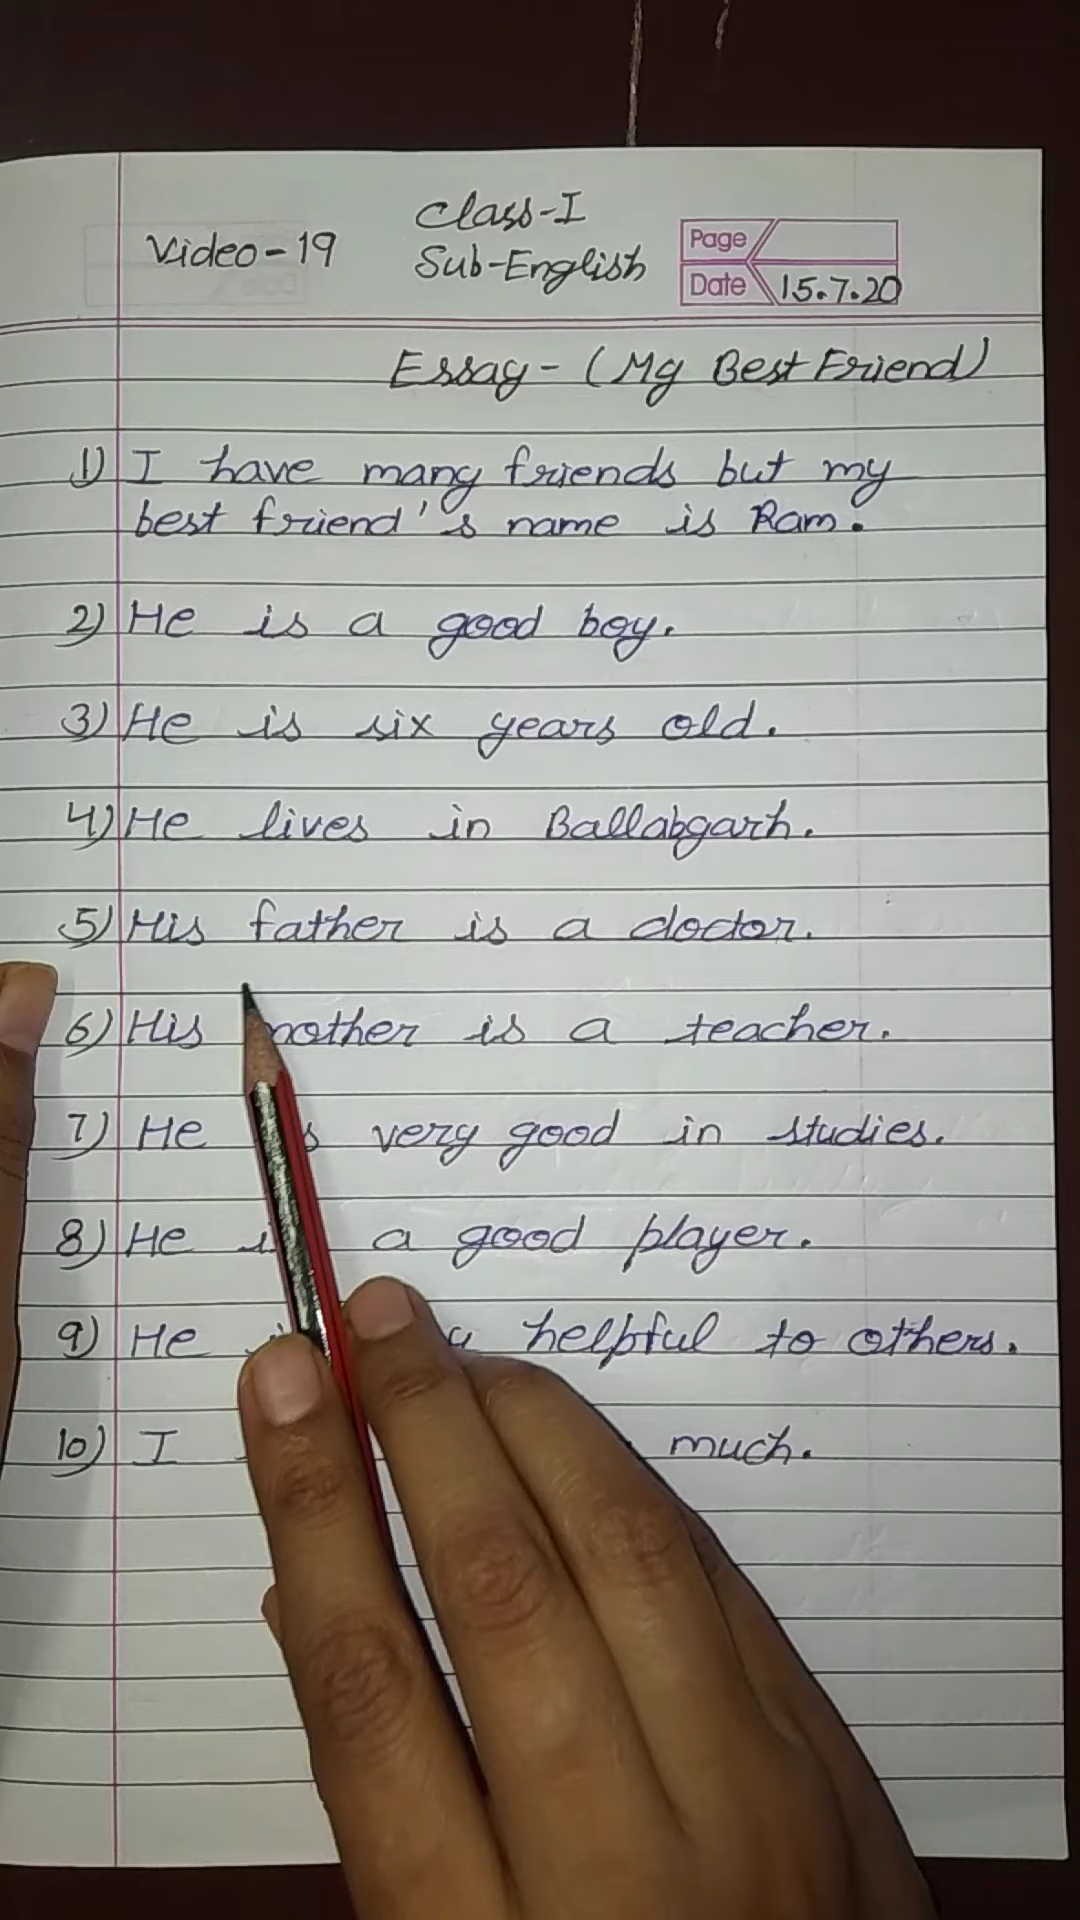 Class-I
Video-19
Sub-English
Page
Date 15.7.20
Essay-(My Best Friend)
1) I have many friends but my
best friend's name is Ram.
2) He is a good boy.
3) He is six years old.
4) He lives in Ballabgarh.
5) His father is a doctor.
6) His mother is a teacher.
7) He is very good in studies.
8) He is a good player.
9) He helpful to others.
10) I much.